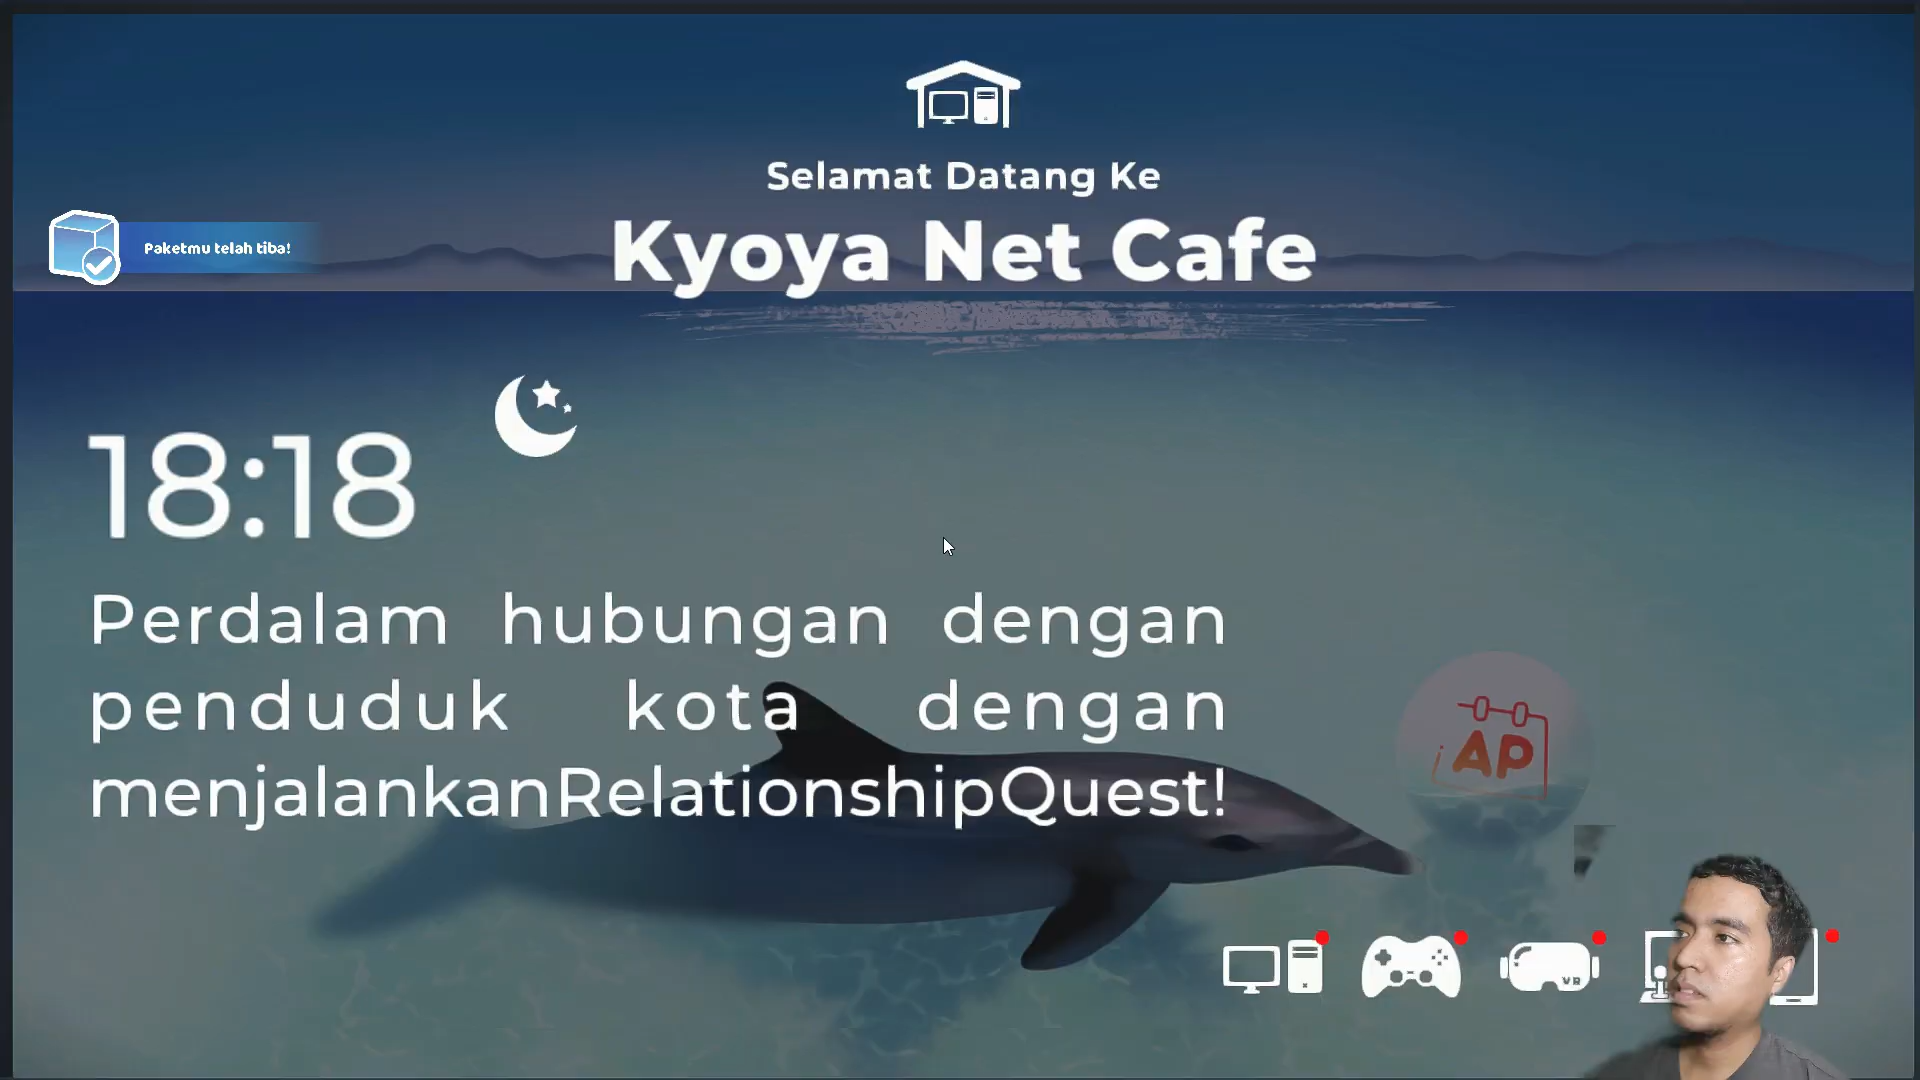 Selamat Datang Ke
Kyoya Net Cafe
Paketmu telah tiba!
18:18
Perdalam hubungan dengan
penduduk kota dengan
menjalankanRelationshipQuest!
AP
VR